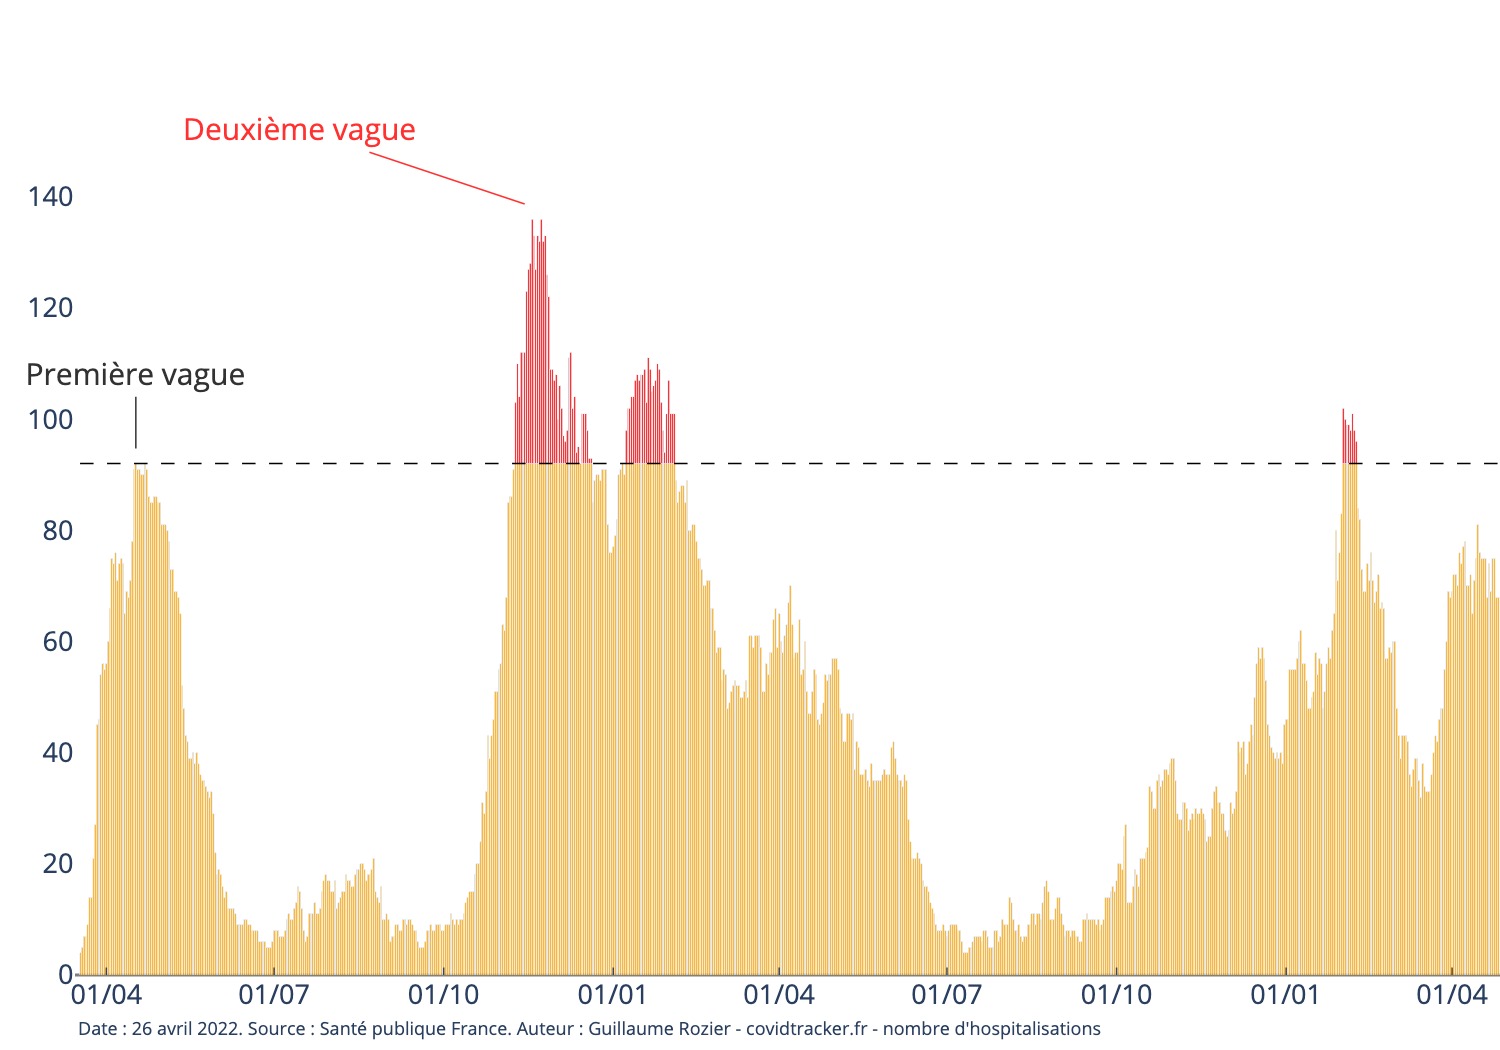 Deuxième vague
140
120
Première vague
100
80
60
40
20
0
01/04 01/07 01/10 01/01 01/04 01/07 01/10 01/01 01/04
Date : 26 avril 2022. Source : Santé publique France. Auteur : Guillaume Rozier - covidtracker.fr - nombre d'hospitalisations